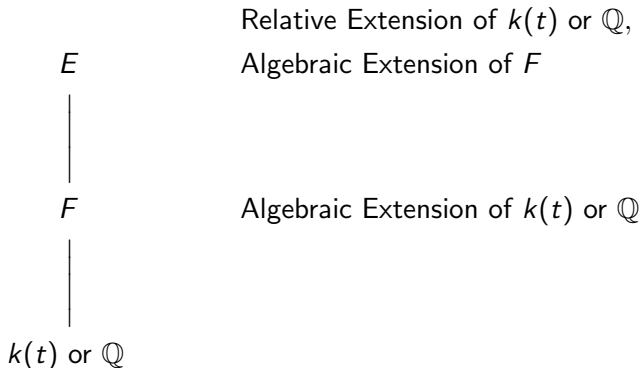 Relative Extension of k(t) or ℚ,
E Algebraic Extension of F
F Algebraic Extension of k(t) or ℚ
k(t) or ℚ